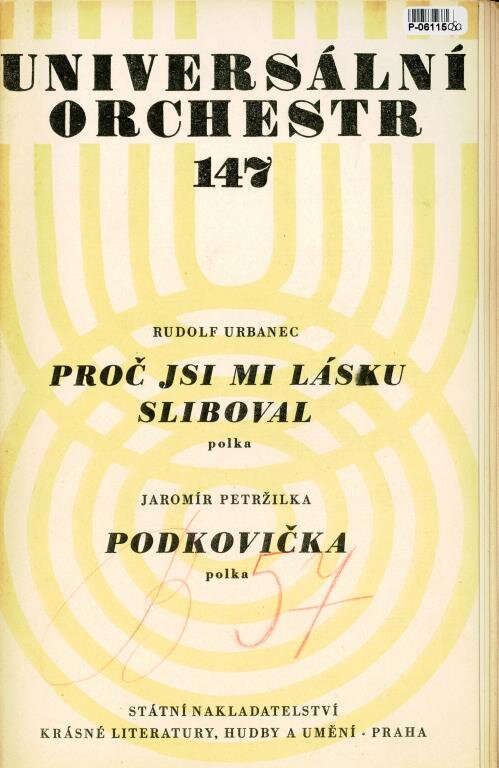 P-06115
UNIVERSÁLNÍ
ORCHESTR
147
RUDOLF URBANEC
PROČ JSI MI LÁSKU
SLIBOVAL
polka
JAROMÍR PETRŽILKA
PODKOVIČKA
polka
57
STÁTNÍ NAKLADATELSTVÍ
KRÁSNÉ LITERATURY, HUDBY A UMĚNÍ - PRAHA